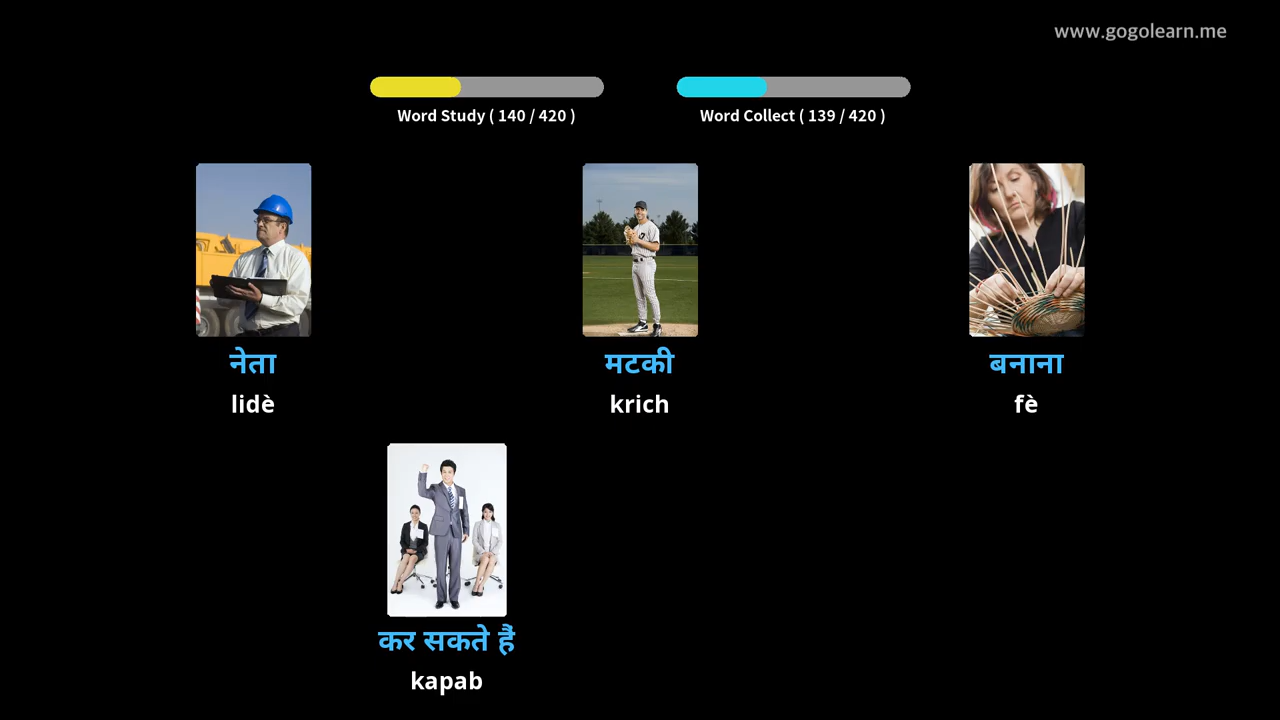 www.gogolearn.me
Word Study ( 140 / 420 )
Word Collect ( 139 / 420 )
नेता
lidè
मटकी
krich
बनाना
fè
कर सकते हैं
kapab